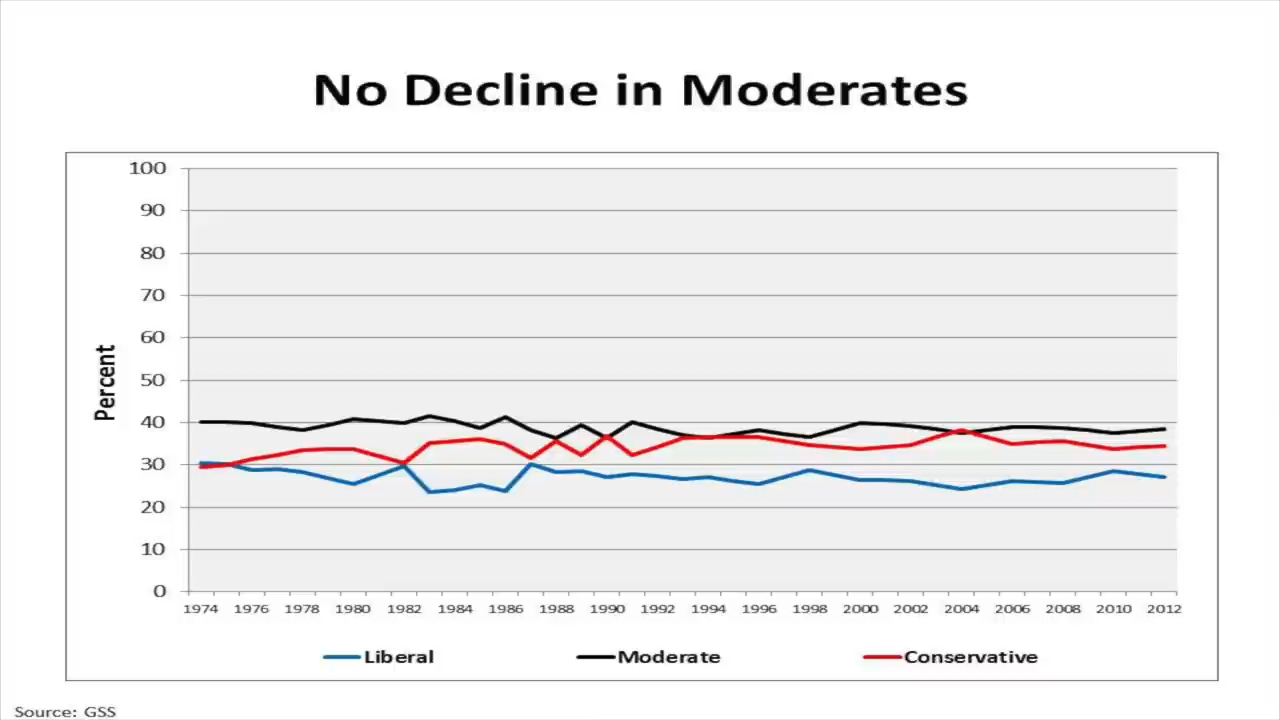 No Decline in Moderates
100
90
80
70
60
50
40
30
20
10
0
Percent
1974 1976 1978 1980 1982 1984 1986 1988 1990 1992 1994 1996 1998 2000 2002 2004 2006 2008 2010 2012
Liberal Moderate Conservative
Source: GSS